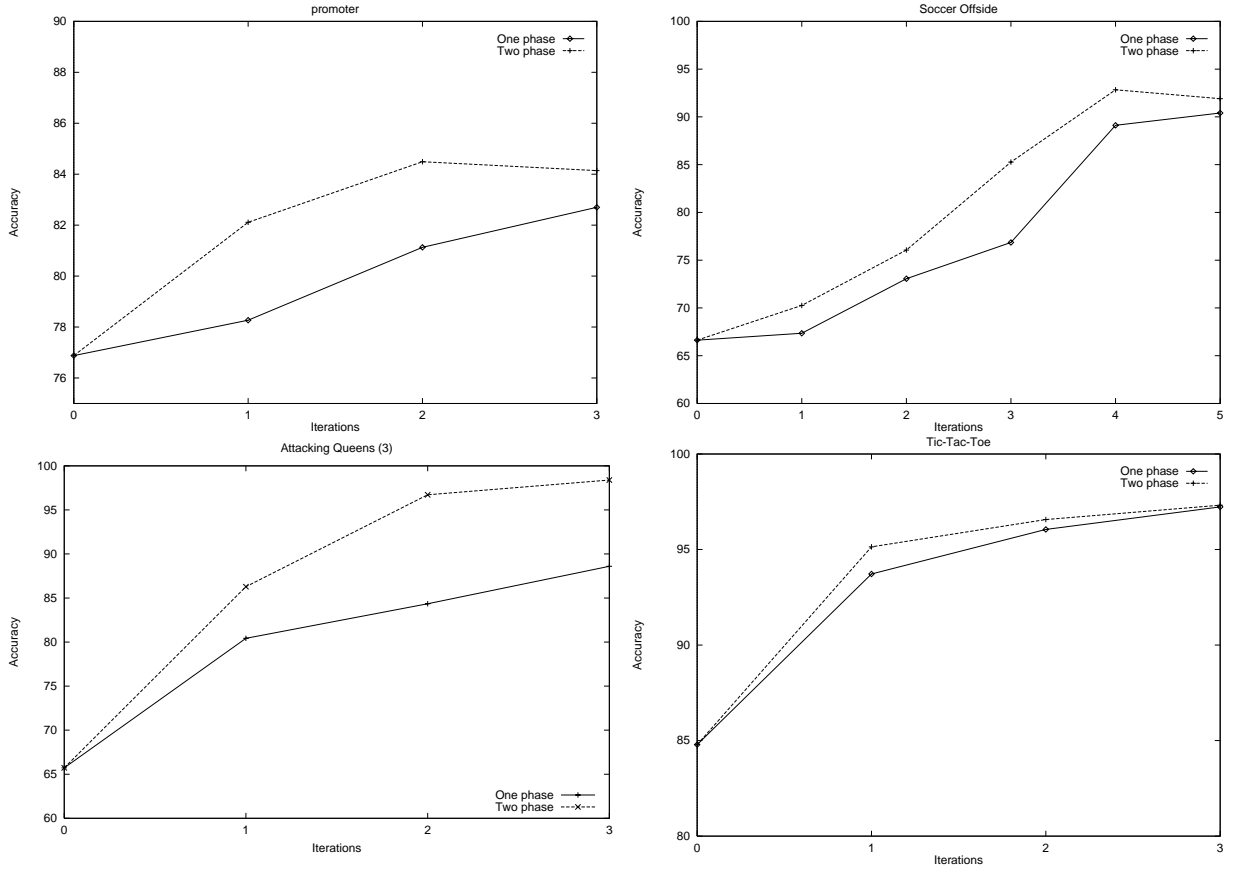 promoter
One phase
Two phase
90
88
86
84
82
80
78
76
Accuracy
0 1 2 3
Iterations
Soccer Offside
One phase
Two phase
100
95
90
85
80
75
70
65
60
Accuracy
0 1 2 3 4 5
Iterations
Attacking Queens (3)
100
95
90
85
80
75
70
65
60
Accuracy
One phase
Two phase
0 1 2 3
Iterations
Tic-Tac-Toe
One phase
Two phase
100
95
90
85
80
Accuracy
0 1 2 3
Iterations